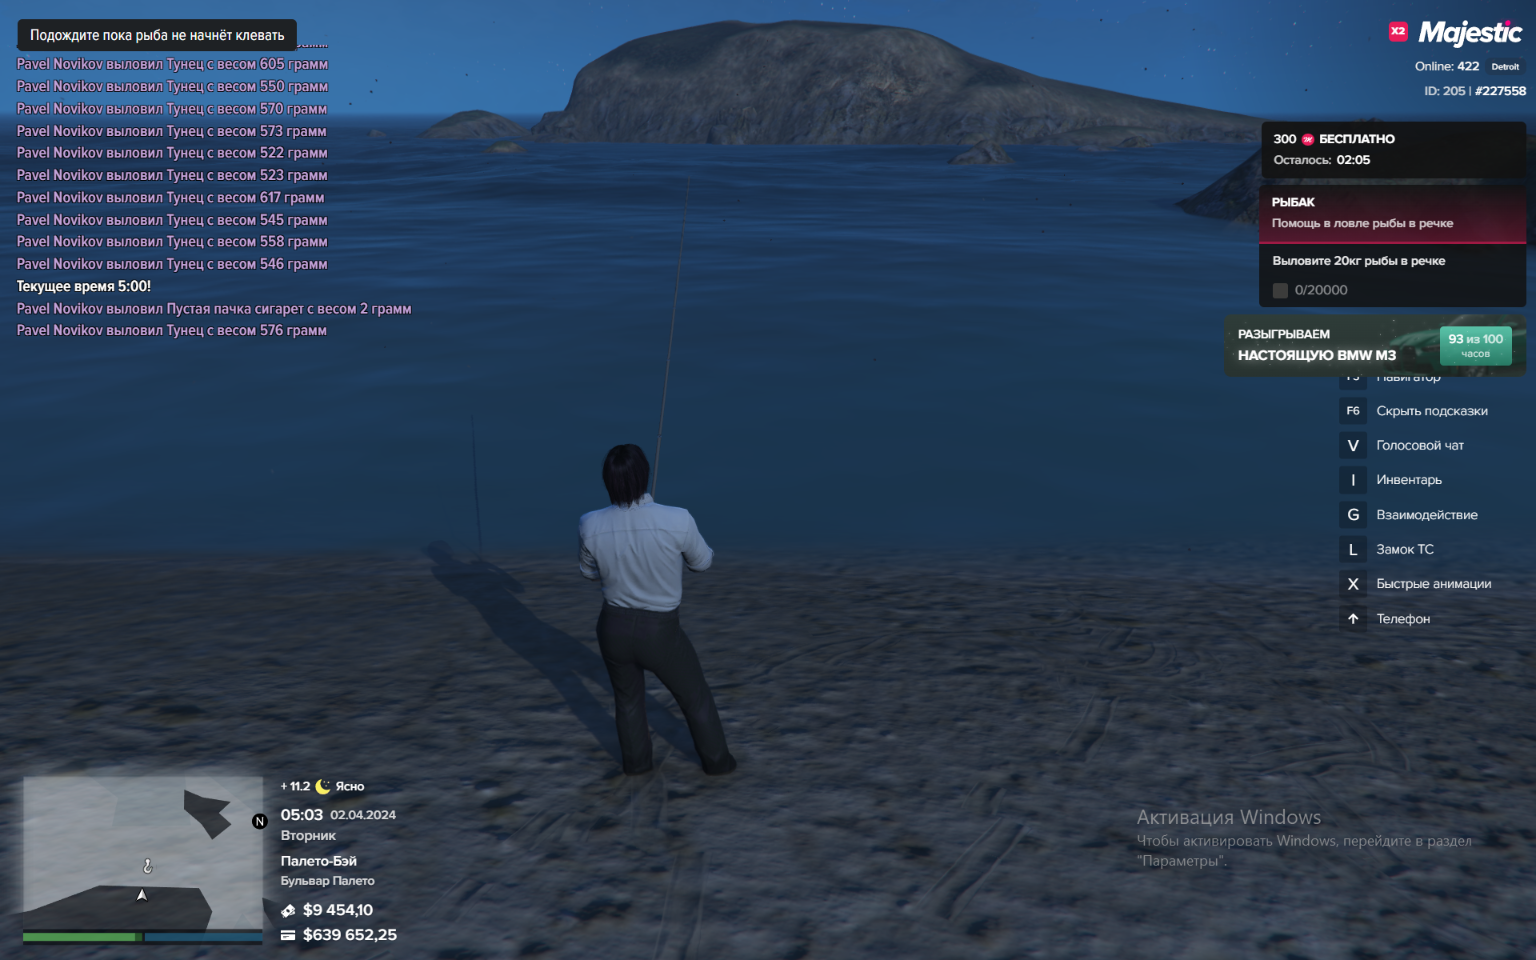 Подождите пока рыба не начнёт клевать
Pavel Novikov выловил Тунец с весом 605 грамм
Pavel Novikov выловил Тунец с весом 550 грамм
Pavel Novikov выловил Тунец с весом 570 грамм
Pavel Novikov выловил Тунец с весом 573 грамм
Pavel Novikov выловил Тунец с весом 522 грамм
Pavel Novikov выловил Тунец с весом 523 грамм
Pavel Novikov выловил Тунец с весом 617 грамм
Pavel Novikov выловил Тунец с весом 545 грамм
Pavel Novikov выловил Тунец с весом 558 грамм
Pavel Novikov выловил Тунец с весом 546 грамм
Текущее время 5:00!
Pavel Novikov выловил Пустая пачка сигарет с весом 2 грамм
Pavel Novikov выловил Тунец с весом 576 грамм
X2 Majestic
Online: 422 Detroit
ID: 205 | #227558
300 БЕСПЛАТНО
Осталось: 02:05
РЫБАК
Помощь в ловле рыбы в речке
Выловите 20кг рыбы в речке
0/20000
РАЗЫГРЫВАЕМ
НАСТОЯЩУЮ BMW M3
93 из 100
часов
Навигатор
F6 Скрыть подсказки
V Голосовой чат
I Инвентарь
G Взаимодействие
L Замок ТС
X Быстрые анимации
↑ Телефон
N
+ 11.2 Ясно
05:03 02.04.2024
Вторник
Палето-Бэй
Бульвар Палето
$9 454,10
$639 652,25
Активация Windows
Чтобы активировать Windows, перейдите в раздел
"Параметры".